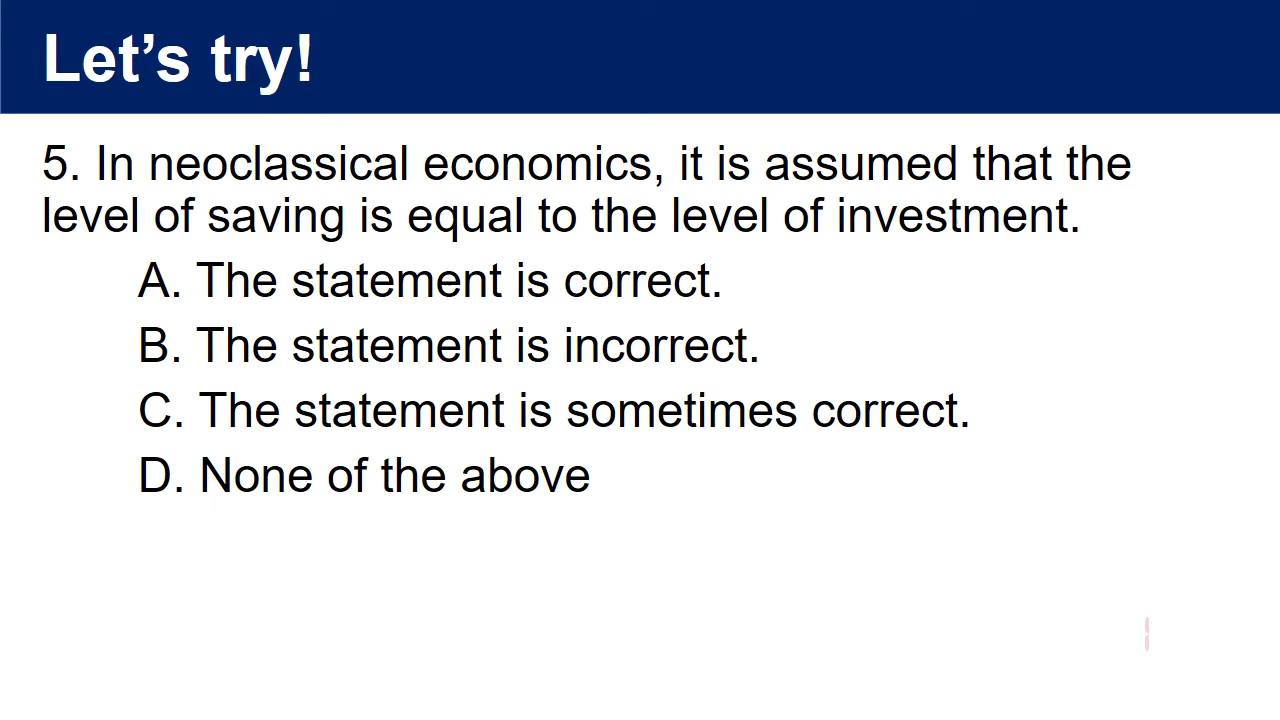 Let’s try!
5. In neoclassical economics, it is assumed that the
level of saving is equal to the level of investment.
A. The statement is correct.
B. The statement is incorrect.
C. The statement is sometimes correct.
D. None of the above